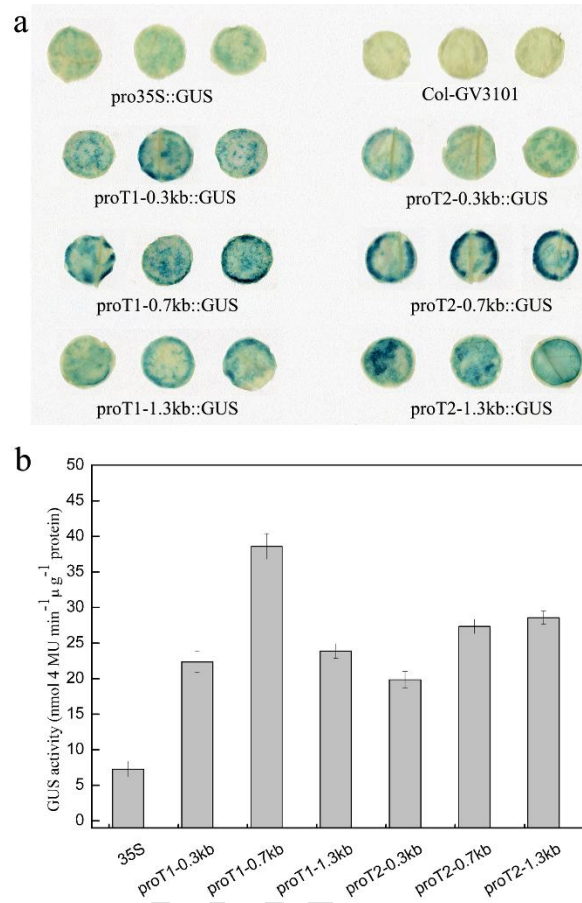 a
pro35S::GUS
Col-GV3101
proT1-0.3kb::GUS
proT2-0.3kb::GUS
proT1-0.7kb::GUS
proT2-0.7kb::GUS
proT1-1.3kb::GUS
proT2-1.3kb::GUS
b
GUS activity (nmol 4 MU min⁻¹ μ g⁻¹ protein)
50
45
40
35
30
25
20
15
10
5
0
35S
proT1-0.3kb
proT1-0.7kb
proT1-1.3kb
proT2-0.3kb
proT2-0.7kb
proT2-1.3kb